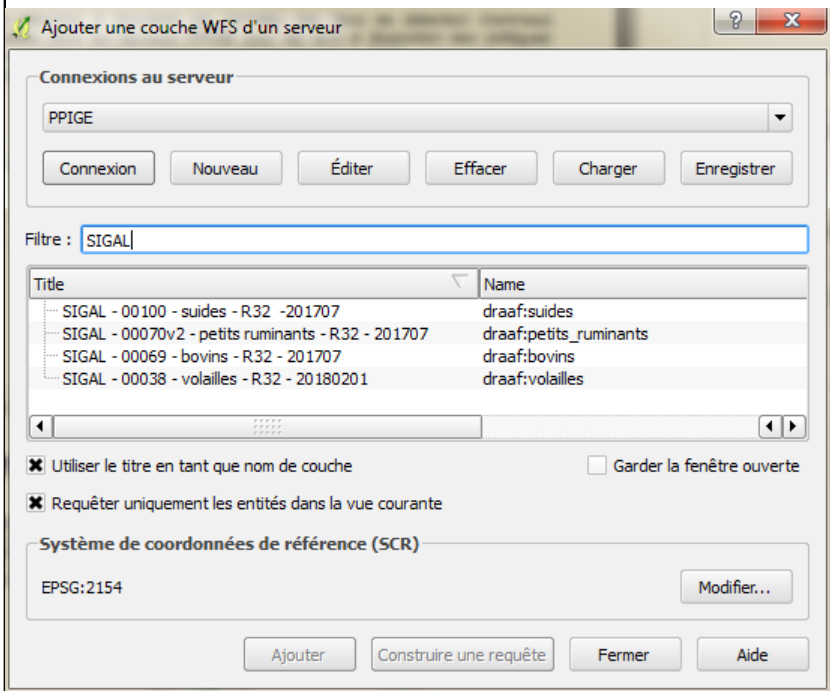 Ajouter une couche WFS d'un serveur
Connexions au serveur
PPIGE
Connexion Nouveau Éditer Effacer Charger Enregistrer
Filtre : SIGAL
Title Name
SIGAL - 00100 - suides - R32 -201707 draaf:suides
SIGAL - 00070v2 - petits ruminants - R32 - 201707 draaf:petits_ruminants
SIGAL - 00069 - bovins - R32 - 201707 draaf:bovins
SIGAL - 00038 - volailles - R32 - 20180201 draaf:volailles
Utiliser le titre en tant que nom de couche Garder la fenêtre ouverte
Requêter uniquement les entités dans la vue courante
Système de coordonnées de référence (SCR)
EPSG:2154 Modifier...
Ajouter Construire une requête Fermer Aide